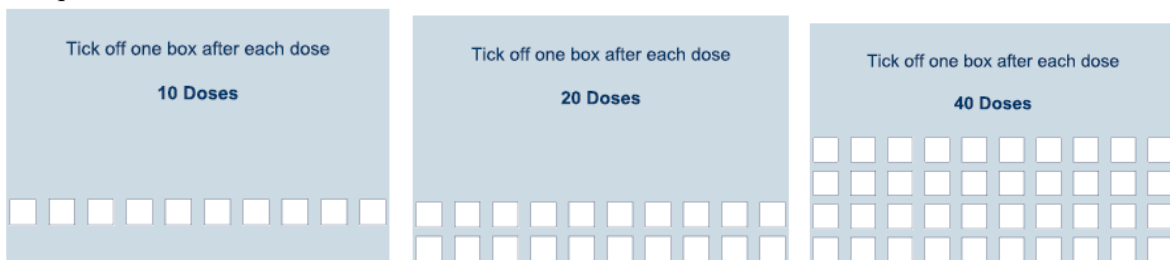 Tick off one box after each dose
10 Doses
Tick off one box after each dose
20 Doses
Tick off one box after each dose
40 Doses